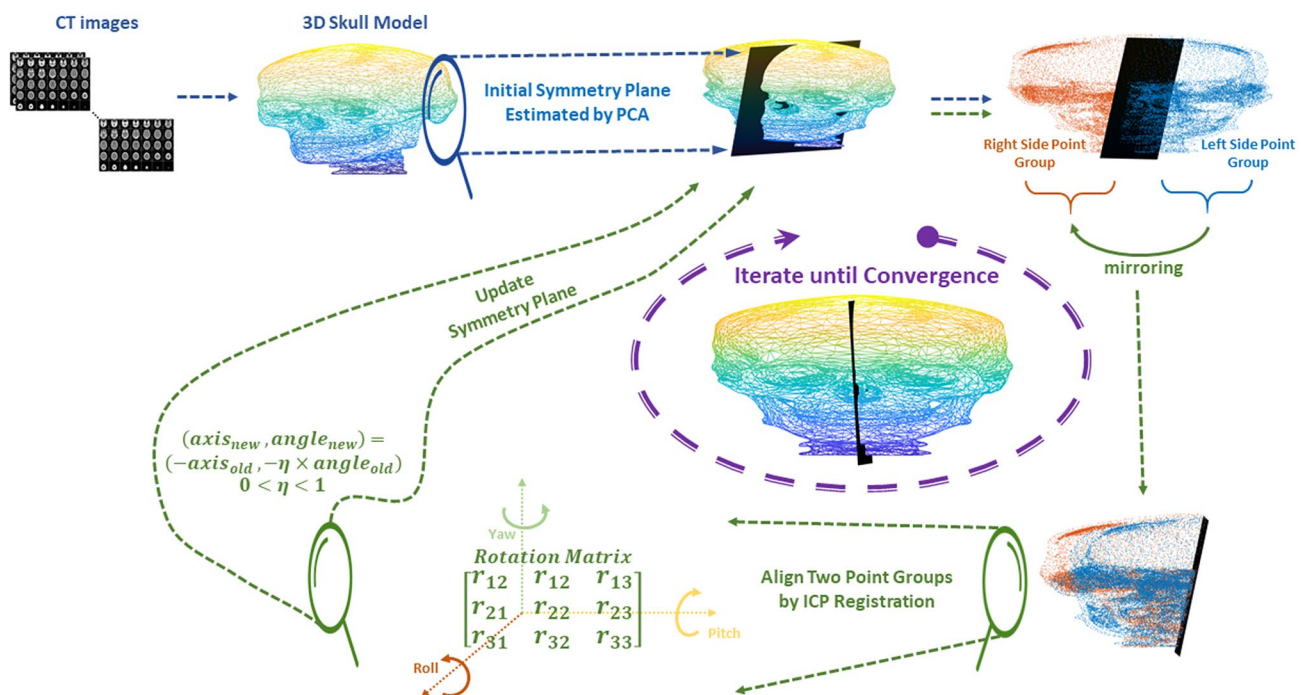 CT images
3D Skull Model
Initial Symmetry Plane
Estimated by PCA
Right Side Point
Group
Left Side Point
Group
mirroring
Update
Symmetry Plane
Iterate until Convergence
(axis_new, angle_new) =
(−axis_old, −η × angle_old)
0 < η < 1
Yaw
Rotation Matrix
r12 r12 r13
r21 r22 r23
r31 r32 r33
Pitch
Roll
Align Two Point Groups
by ICP Registration